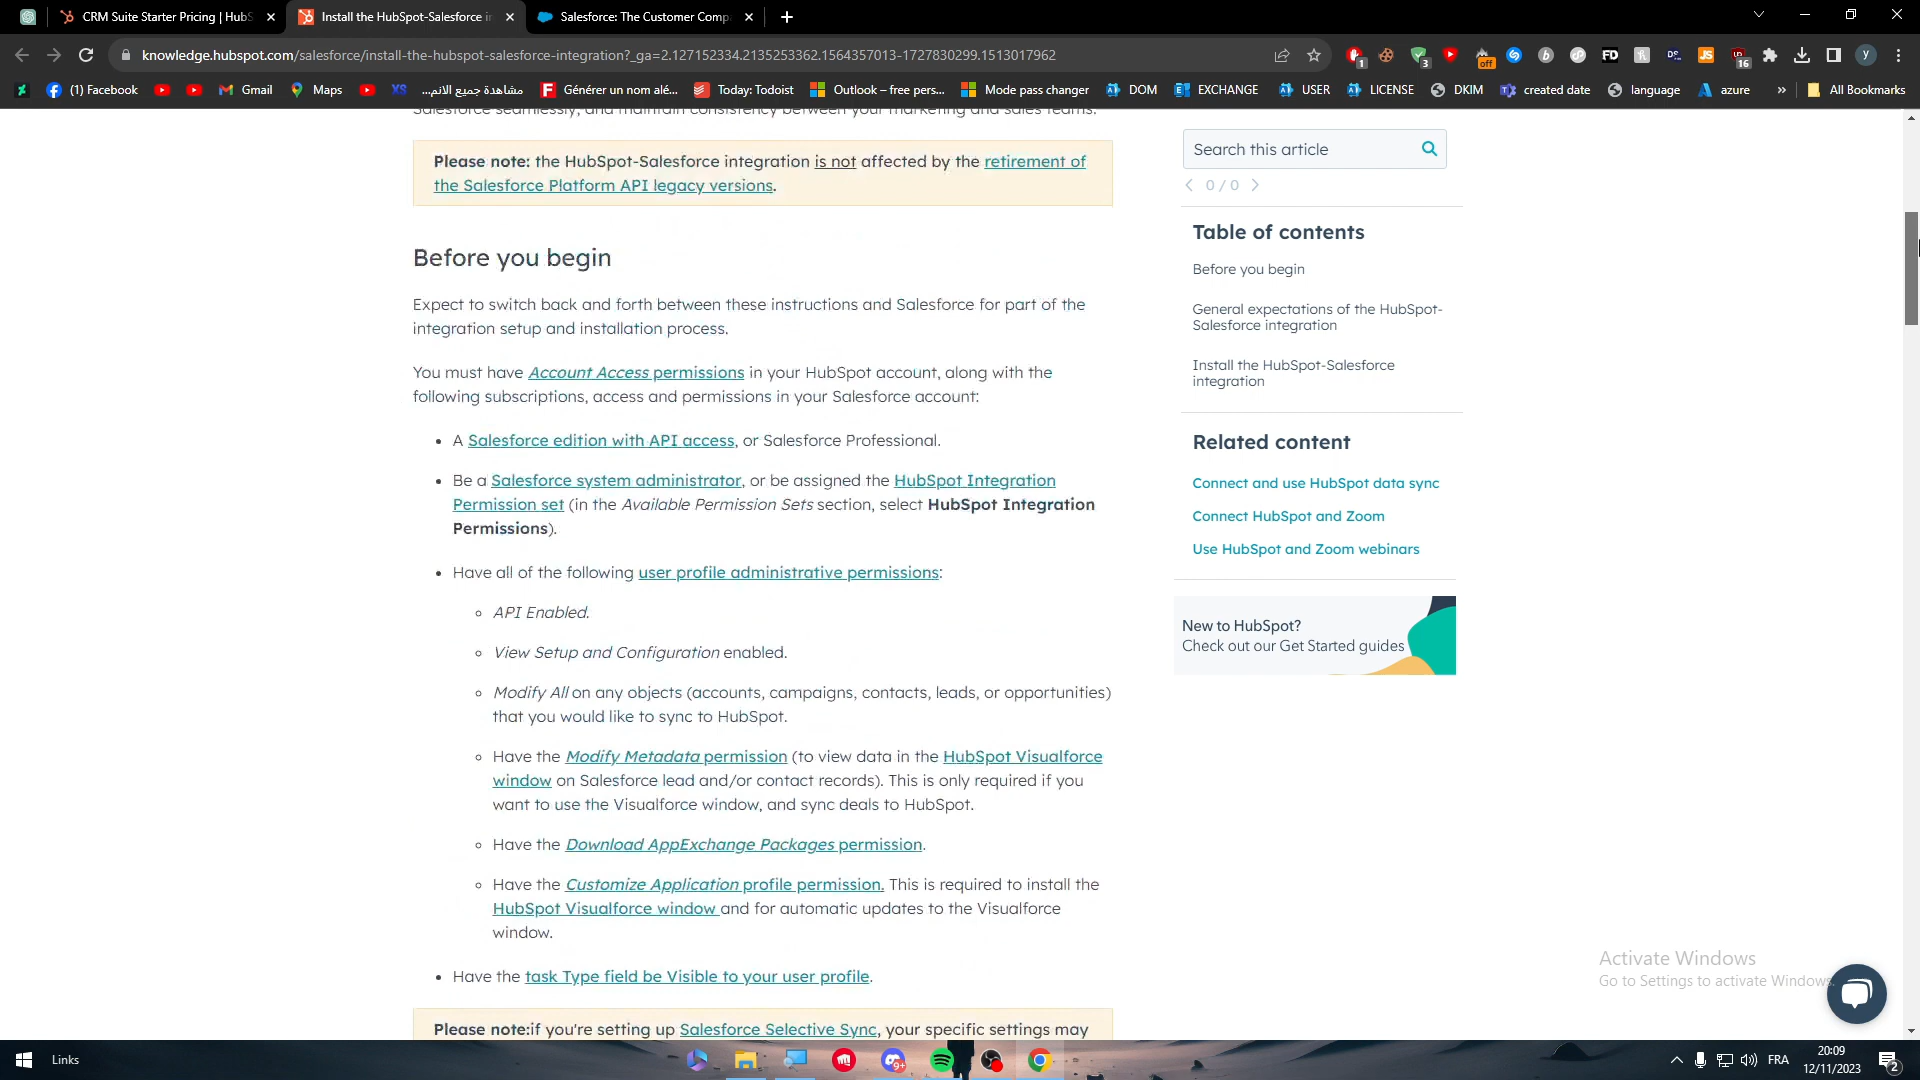 CRM Suite Starter Pricing | HubS
Install the HubSpot-Salesforce in
Salesforce: The Customer Comp
knowledge.hubspot.com/salesforce/install-the-hubspot-salesforce-integration?_ga=2.127152334.2135253362.1564357013-1727830299.1513017962
(1) Facebook
Gmail
Maps
XS
مشاهدة جميع الانم...
Générer un nom alé...
Today: Todoist
Outlook – free pers...
Mode pass changer
DOM
EXCHANGE
USER
LICENSE
DKIM
created date
language
azure
»
All Bookmarks
Salesforce seamlessly, and maintain consistency between your marketing and sales teams.
Please note: the HubSpot-Salesforce integration is not affected by the retirement of
the Salesforce Platform API legacy versions.
Before you begin
Expect to switch back and forth between these instructions and Salesforce for part of the
integration setup and installation process.
You must have Account Access permissions in your HubSpot account, along with the
following subscriptions, access and permissions in your Salesforce account:
• A Salesforce edition with API access, or Salesforce Professional.
• Be a Salesforce system administrator, or be assigned the HubSpot Integration
Permission set (in the Available Permission Sets section, select HubSpot Integration
Permissions).
• Have all of the following user profile administrative permissions:
◦ API Enabled.
◦ View Setup and Configuration enabled.
◦ Modify All on any objects (accounts, campaigns, contacts, leads, or opportunities)
that you would like to sync to HubSpot.
◦ Have the Modify Metadata permission (to view data in the HubSpot Visualforce
window on Salesforce lead and/or contact records). This is only required if you
want to use the Visualforce window, and sync deals to HubSpot.
◦ Have the Download AppExchange Packages permission.
◦ Have the Customize Application profile permission. This is required to install the
HubSpot Visualforce window and for automatic updates to the Visualforce
window.
• Have the task Type field be Visible to your user profile.
Please note:if you're setting up Salesforce Selective Sync, your specific settings may
Search this article
0 / 0
Table of contents
Before you begin
General expectations of the HubSpot-
Salesforce integration
Install the HubSpot-Salesforce
integration
Related content
Connect and use HubSpot data sync
Connect HubSpot and Zoom
Use HubSpot and Zoom webinars
New to HubSpot?
Check out our Get Started guides
Activate Windows
Go to Settings to activate Windows.
Links
FRA
20:09
12/11/2023
2